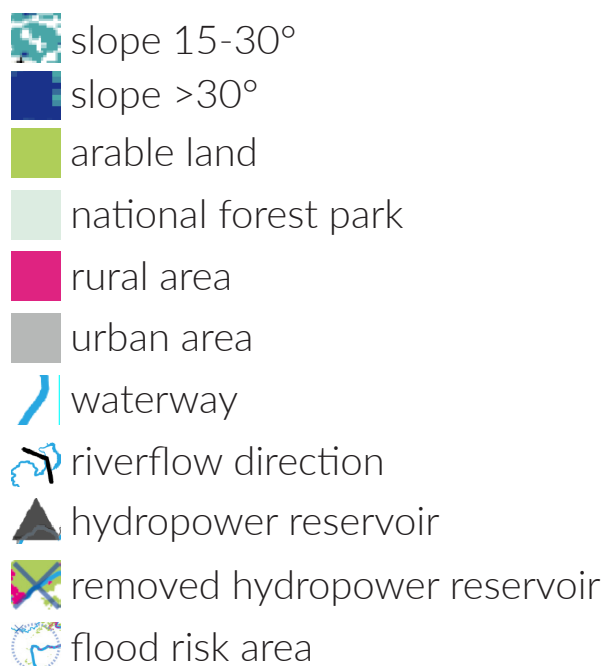 slope 15-30°
slope >30°
arable land
national forest park
rural area
urban area
waterway
riverflow direction
hydropower reservoir
removed hydropower reservoir
flood risk area